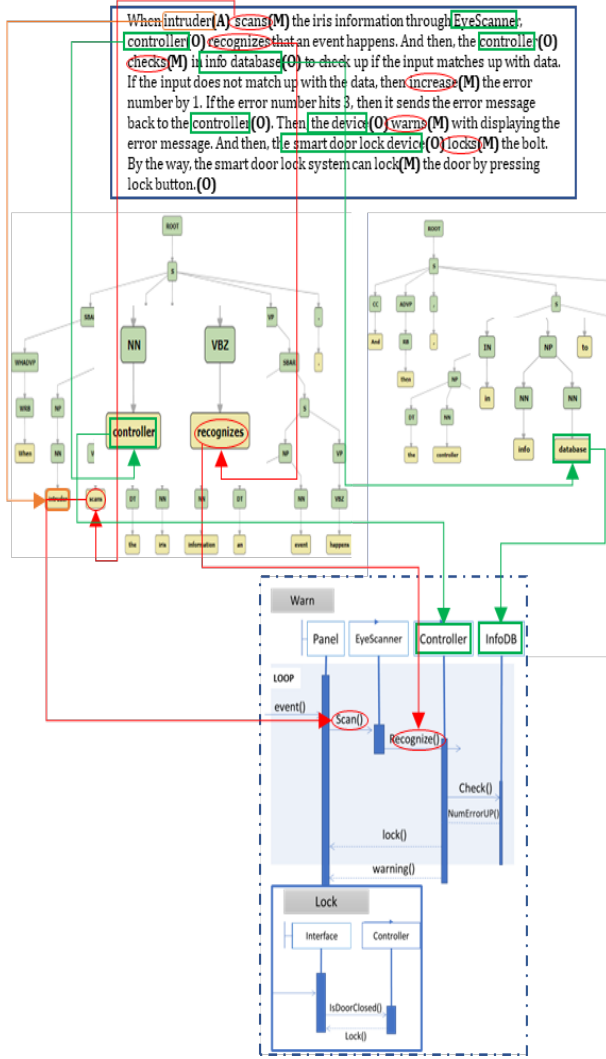 When intruder(A) scans(M) the iris information through EyeScanner,
controller(O) recognizes that an event happens. And then, the controller(O)
checks(M) in info database(O) to check up if the input matches up with data.
If the input does not match up with the data, then increase(M) the error
number by 1. If the error number hits 3, then it sends the error message
back to the controller(O). Then the device(O) warns(M) with displaying the
error message. And then, the smart door lock device(O) locks(M) the bolt.
By the way, the smart door lock system can lock(M) the door by pressing
lock button.(O)
ROOT
S
SBA
VP
.
NN
VBZ
WHADVP
SBAR
.
WRB
NP
S
controller
recognizes
When
NN
V
NP
VP
intruder
scans
DT
NN
NN
DT
NN
VBZ
the
iris
information
an
event
happens
ROOT
S
CC
ADVP
,
S
And
RB
,
IN
NP
to
then
NP
in
NN
NN
DT
NN
info
database
the
controller
Warn
Panel
EyeScanner
Controller
InfoDB
LOOP
event()
Scan()
Recognize()
Check()
NumErrorUP()
lock()
warning()
Lock
Interface
Controller
IsDoorClosed()
Lock()